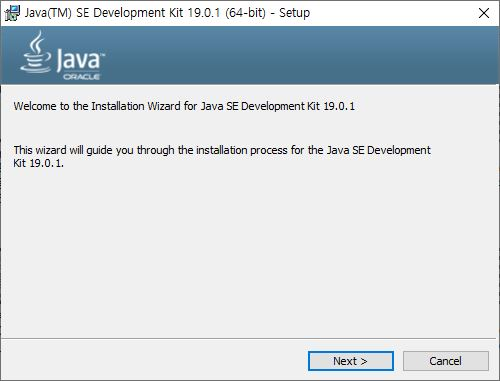 Java(TM) SE Development Kit 19.0.1 (64-bit) - Setup
Java™
ORACLE
Welcome to the Installation Wizard for Java SE Development Kit 19.0.1
This wizard will guide you through the installation process for the Java SE Development
Kit 19.0.1.
Next >
Cancel